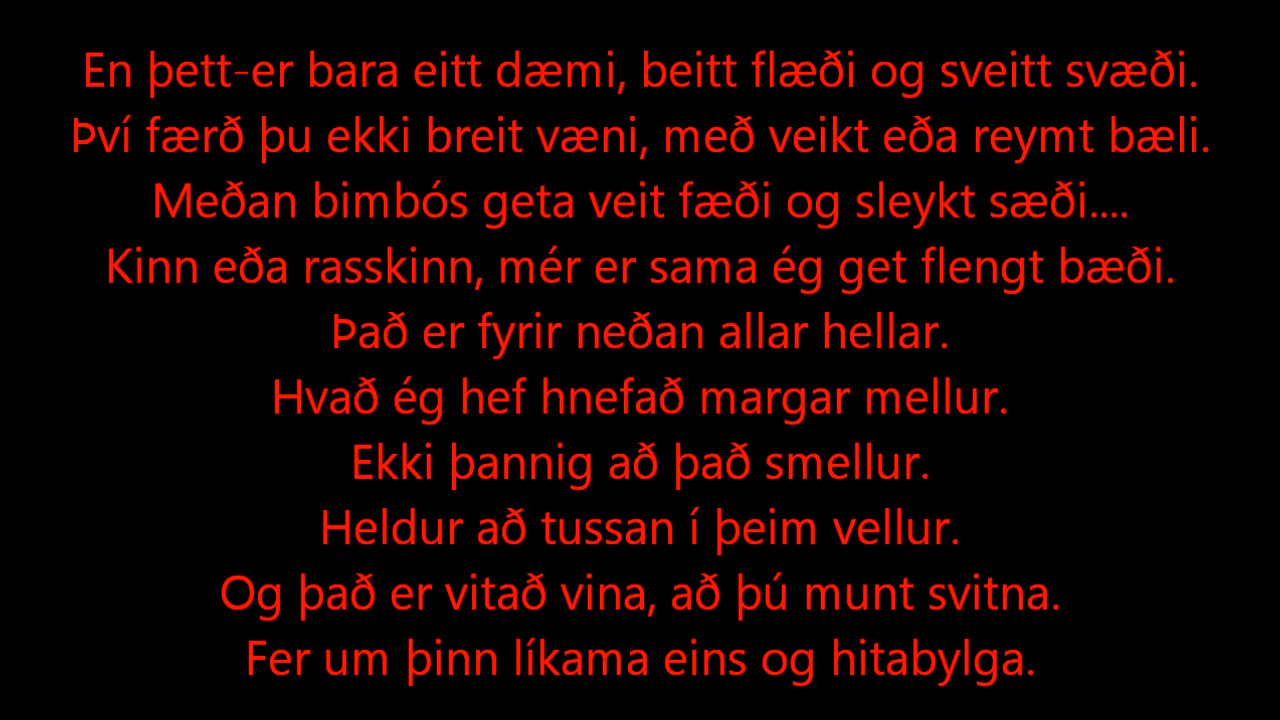 En þett-er bara eitt dæmi, beitt flæði og sveitt svæði.
Því færð þu ekki breit væni, með veikt eða reymt bæli.
Meðan bimbós geta veit fæði og sleykt sæði....
Kinn eða rasskinn, mér er sama ég get flengt bæði.
Það er fyrir neðan allar hellar.
Hvað ég hef hnefað margar mellur.
Ekki þannig að það smellur.
Heldur að tussan í þeim vellur.
Og það er vitað vina, að þú munt svitna.
Fer um þinn líkama eins og hitabylga.